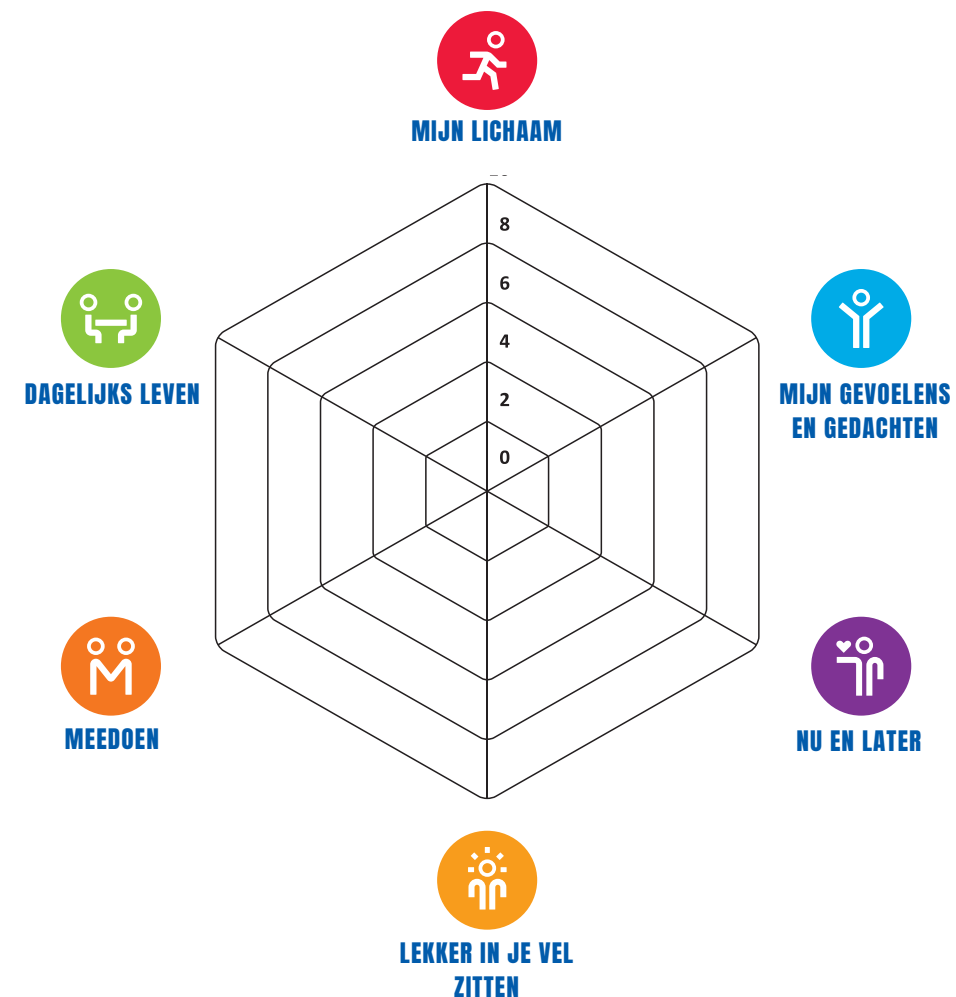 MIJN LICHAAM
8
6
4
2
0
DAGELIJKS LEVEN
MIJN GEVOELENS
EN GEDACHTEN
MEEDOEN
NU EN LATER
LEKKER IN JE VEL
ZITTEN